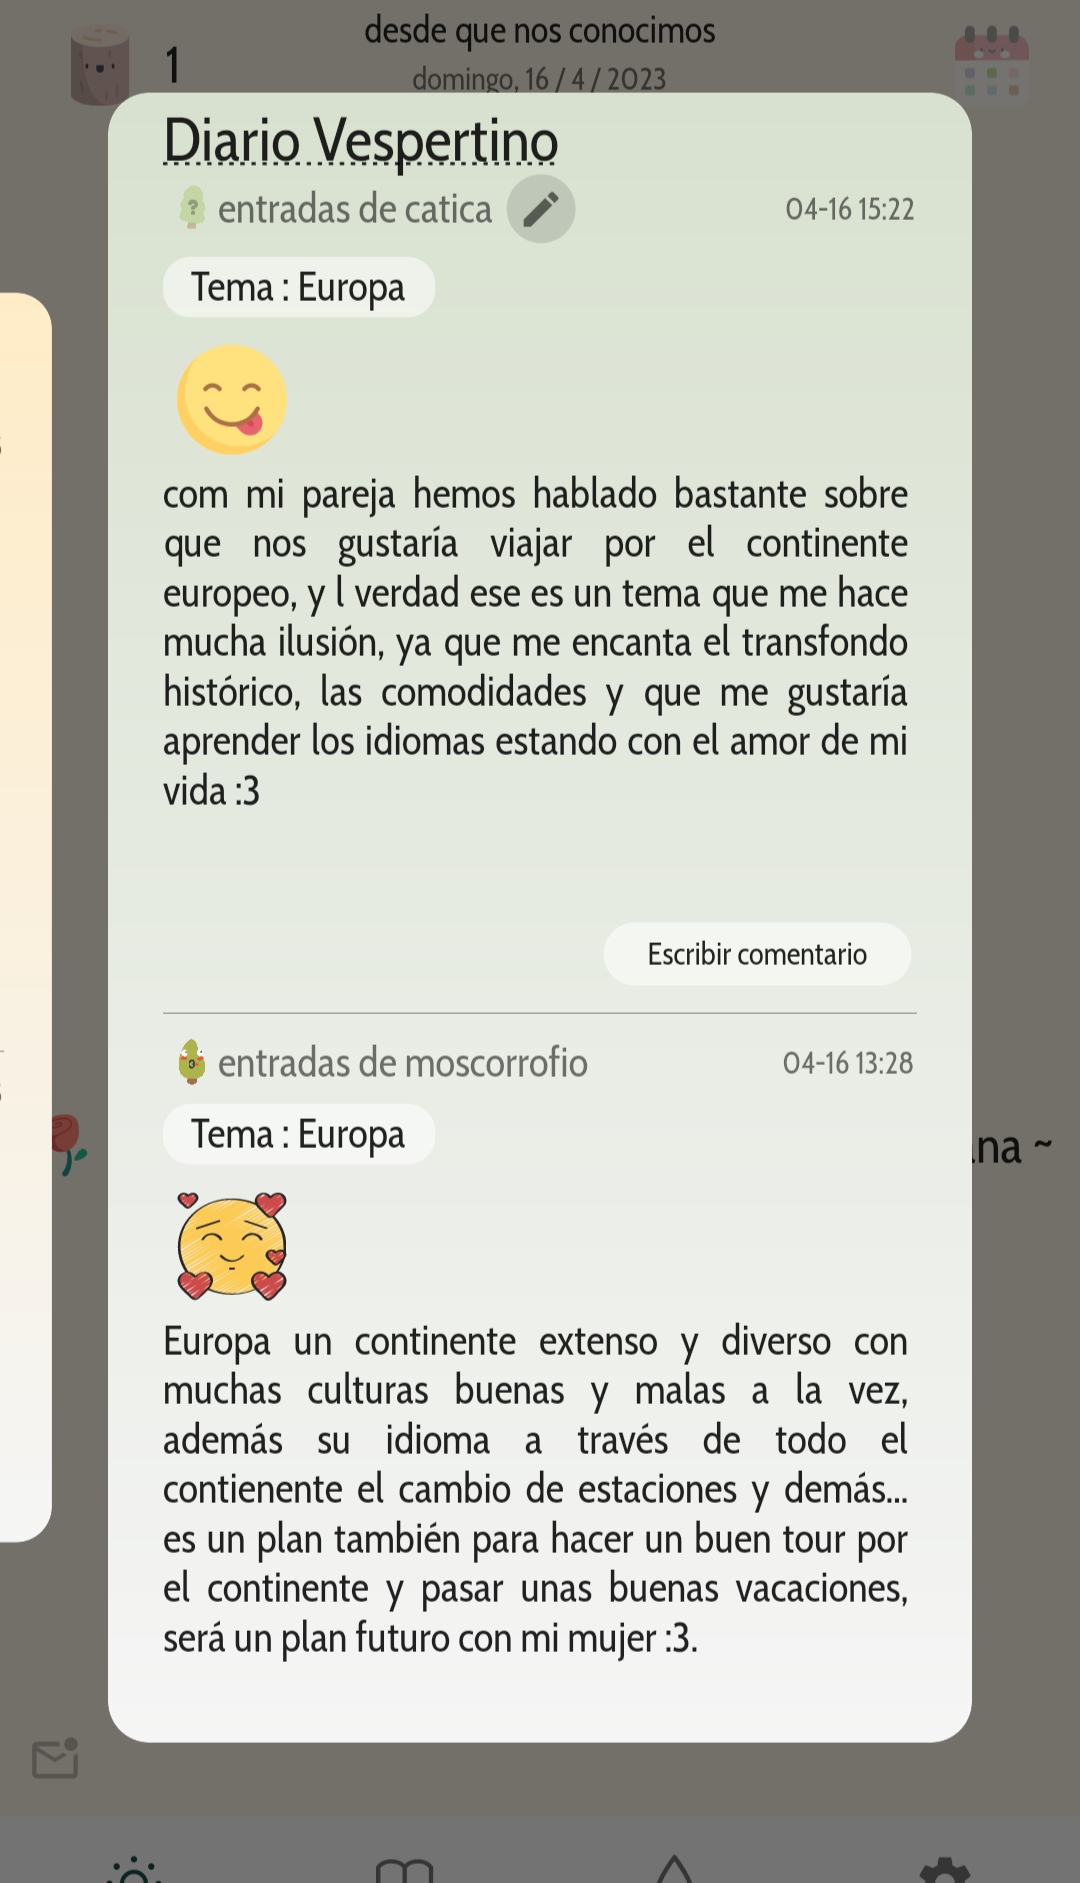 desde que nos conocimos
1
domingo, 16 / 4 / 2023
Diario Vespertino
entradas de catica
04-16 15:22
Tema : Europa
com mi pareja hemos hablado bastante sobre
que nos gustaría viajar por el continente
europeo, y l verdad ese es un tema que me hace
mucha ilusión, ya que me encanta el transfondo
histórico, las comodidades y que me gustaría
aprender los idiomas estando con el amor de mi
vida :3
Escribir comentario
entradas de moscorrofio
04-16 13:28
Tema : Europa
Europa un continente extenso y diverso con
muchas culturas buenas y malas a la vez,
además su idioma a través de todo el
contienente el cambio de estaciones y demás...
es un plan también para hacer un buen tour por
el continente y pasar unas buenas vacaciones,
será un plan futuro con mi mujer :3.